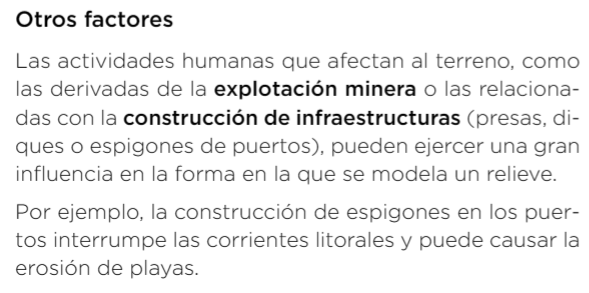 Otros factores
Las actividades humanas que afectan al terreno, como
las derivadas de la explotación minera o las relaciona-
das con la construcción de infraestructuras (presas, di-
ques o espigones de puertos), pueden ejercer una gran
influencia en la forma en la que se modela un relieve.
Por ejemplo, la construcción de espigones en los puer-
tos interrumpe las corrientes litorales y puede causar la
erosión de playas.